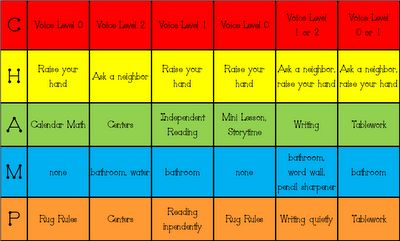 C
Voice Level 0
Voice Level 2
Voice Level 1
Voice Level 0
Voice Level
1 or 2
Voice Level
0 or 1
H
Raise your
hand
Ask a neighbor
Raise your
hand
Raise your
hand
Ask a neighbor,
raise your hand
Ask a neighbor,
raise your hand
A
Calendar Math
Centers
Independent
Reading
Mini Lesson,
Storytime
Writing
Tablework
M
none
bathroom, water
bathroom
none
bathroom,
word wall,
pencil sharpener
bathroom
P
Rug Rules
Centers
Reading
inpendently
Rug Rules
Writing quietly
Tablework